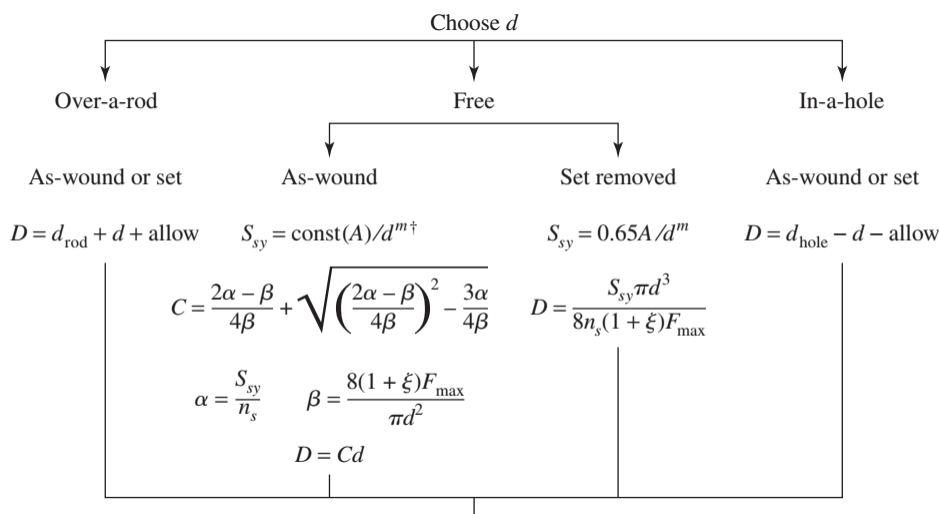 Choose d
Over-a-rod Free In-a-hole
As-wound or set As-wound Set removed As-wound or set
D = d_rod + d + allow S_sy = const(A)/d^m† S_sy = 0.65A/d^m D = d_hole − d − allow
C = (2α − β)/(4β) + √(((2α − β)/(4β))^2 − 3α/(4β)) D = S_sy πd^3/(8n_s(1 + ξ)F_max)
α = S_sy/n_s β = 8(1 + ξ)F_max/(πd^2)
D = Cd